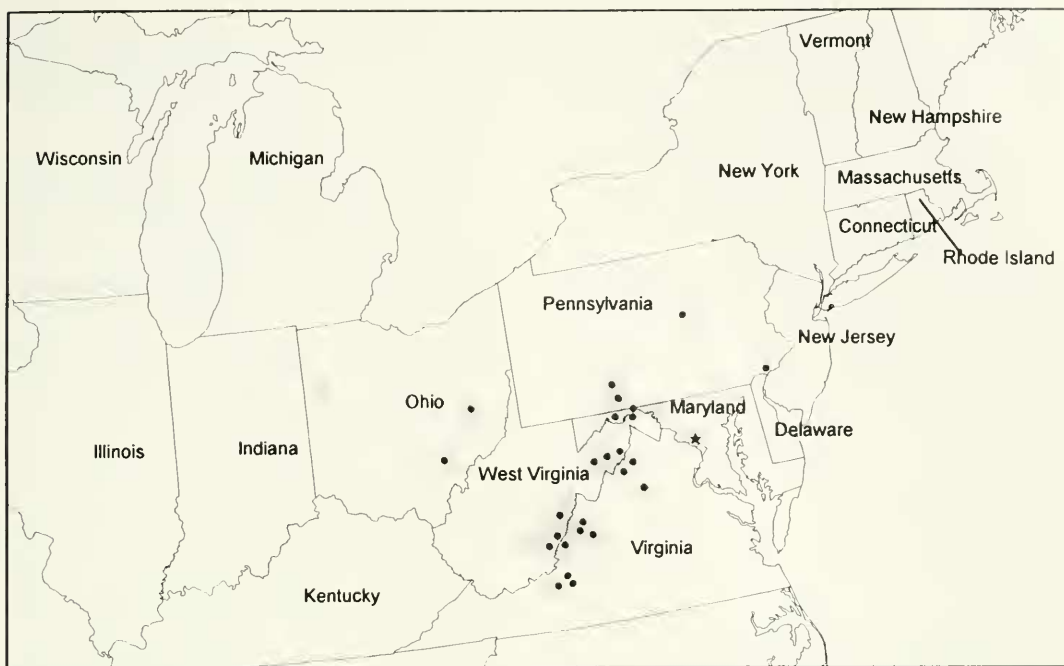 Vermont
New Hampshire
Wisconsin
Michigan
New York
Massachusetts
Connecticut
Rhode Island
Pennsylvania
New Jersey
Ohio
Maryland
Delaware
Illinois
Indiana
West Virginia
Virginia
Kentucky